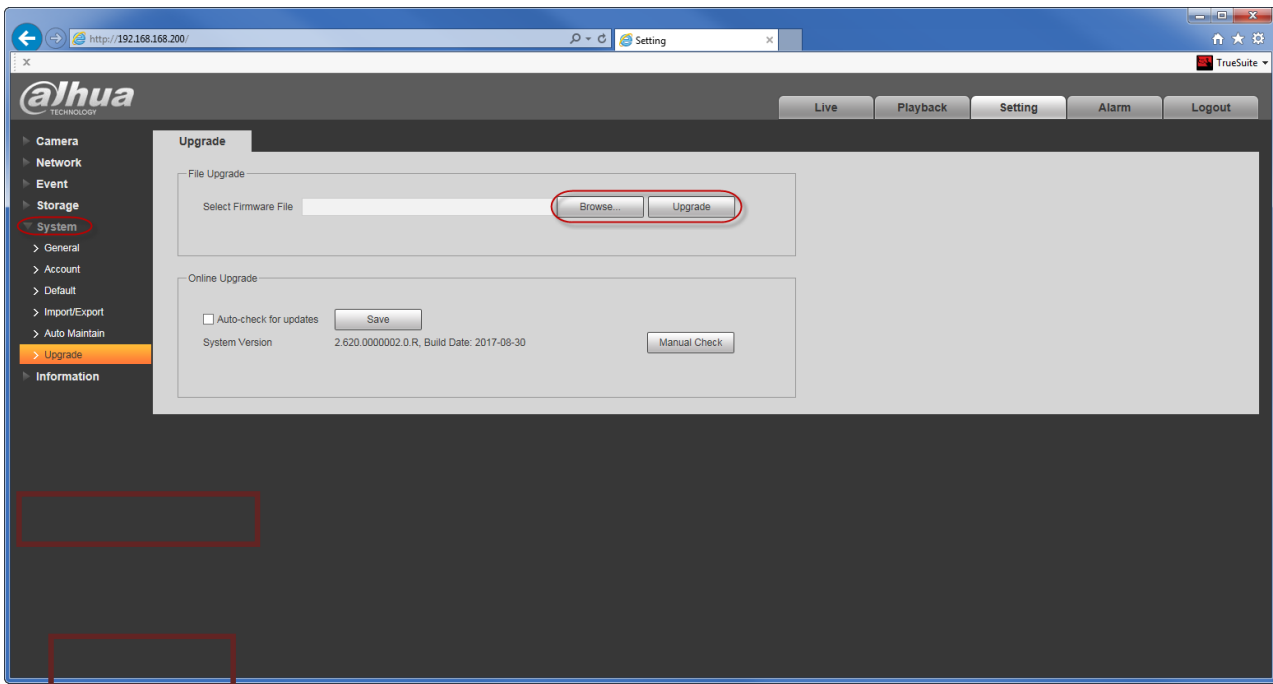 http://192.168.168.200/
Setting
x
TrueSuite
alhua
TECHNOLOGY
Live Playback Setting Alarm Logout
Camera
Network
Event
Storage
System
General
Account
Default
Import/Export
Auto Maintain
Upgrade
Information
Upgrade
File Upgrade
Select Firmware File Browse... Upgrade
Online Upgrade
Auto-check for updates Save
System Version 2.620.0000002.0.R, Build Date: 2017-08-30 Manual Check